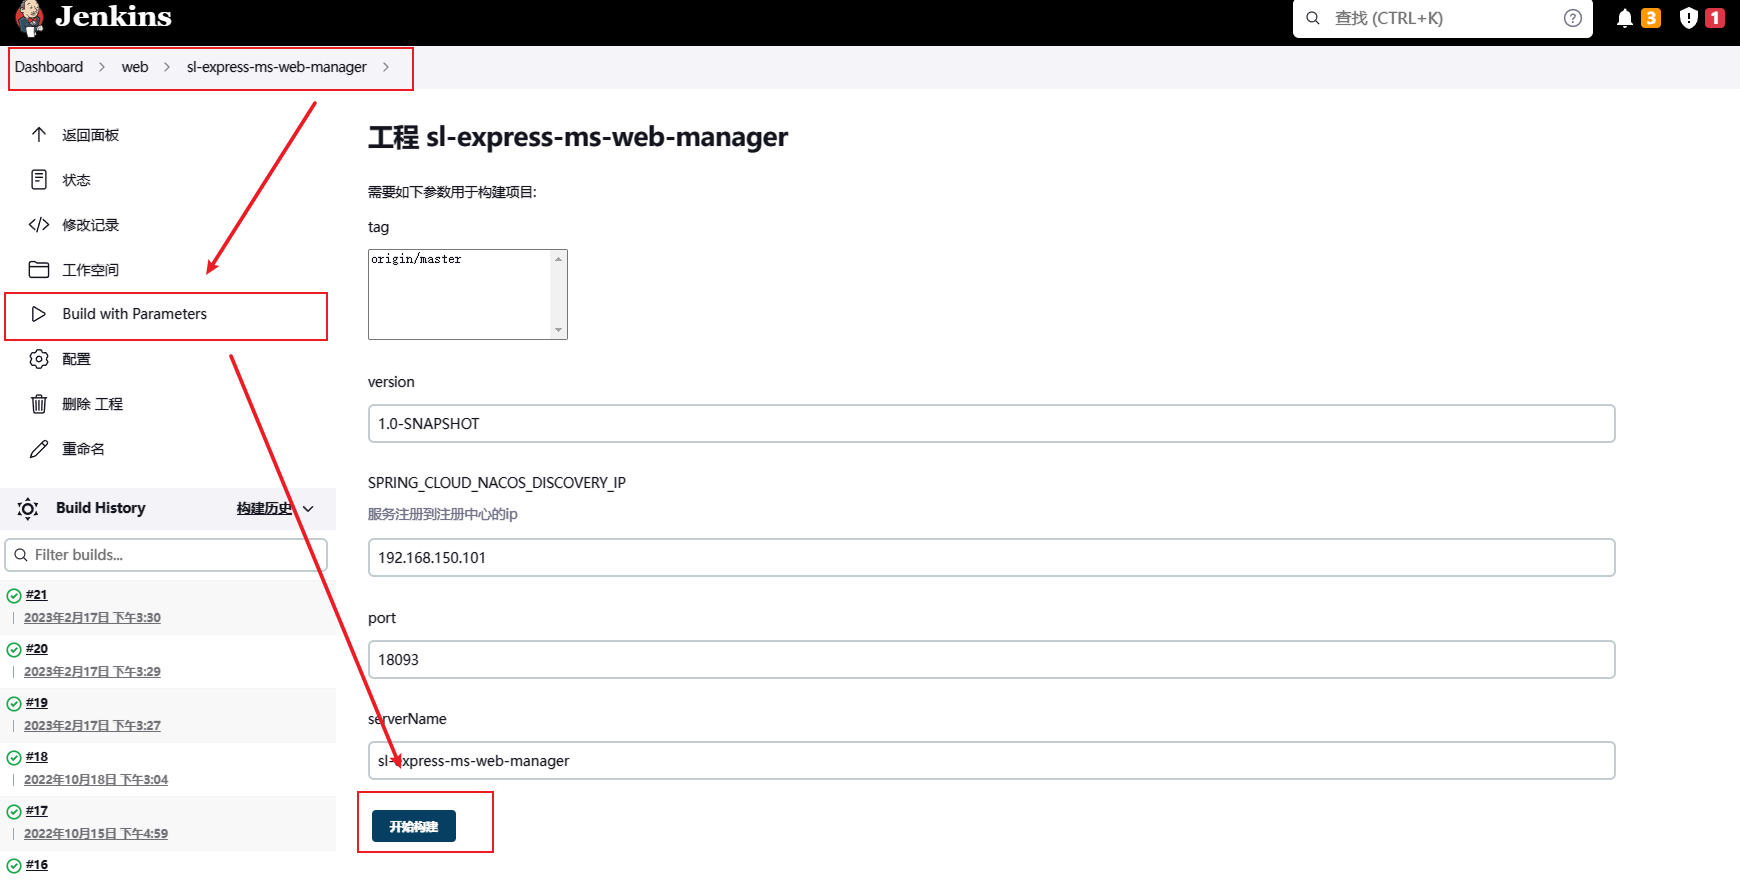 Jenkins
查找 (CTRL+K)
3
1
Dashboard
web
sl-express-ms-web-manager
返回面板
状态
修改记录
工作空间
Build with Parameters
配置
删除 工程
重命名
Build History
构建历史
Filter builds...
#21
2023年2月17日 下午3:30
#20
2023年2月17日 下午3:29
#19
2023年2月17日 下午3:27
#18
2022年10月18日 下午3:04
#17
2022年10月15日 下午4:59
#16
工程 sl-express-ms-web-manager
需要如下参数用于构建项目:
tag
origin/master
version
1.0-SNAPSHOT
SPRING_CLOUD_NACOS_DISCOVERY_IP
服务注册到注册中心的ip
192.168.150.101
port
18093
serverName
sl-express-ms-web-manager
开始构建